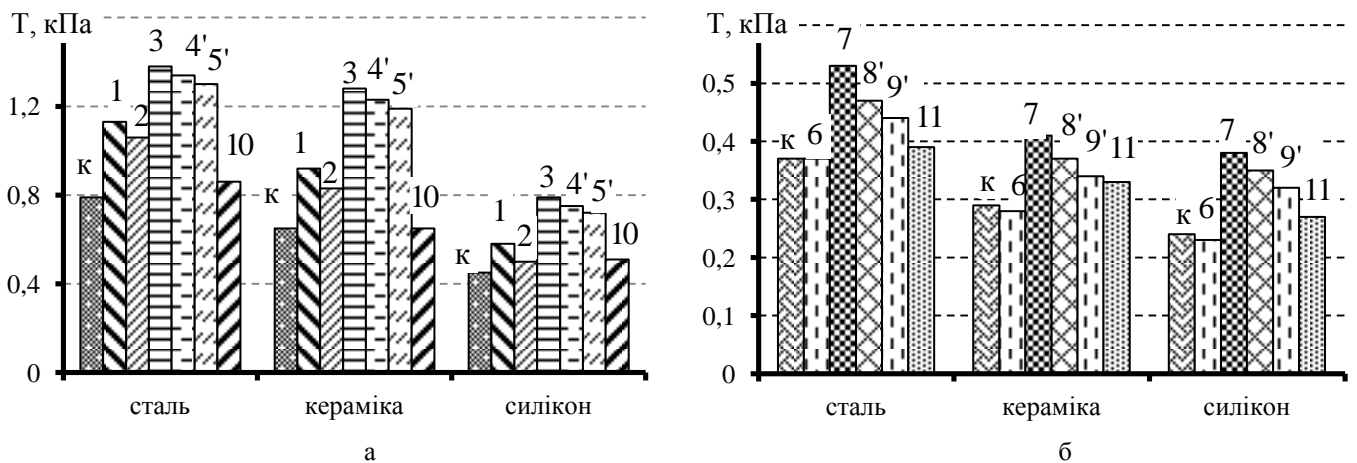 Т, кПа
1,2
0,8
0,4
0
к 1 2 3 4' 5' 10
к 1 2 3 4' 5' 10
к 1 2 3 4' 5' 10
сталь кераміка силікон
а
Т, кПа
0,5
0,4
0,3
0,2
0,1
0
к 6 7 8' 9' 11
к 6 7 8' 9' 11
к 6 7 8' 9' 11
сталь кераміка силікон
б